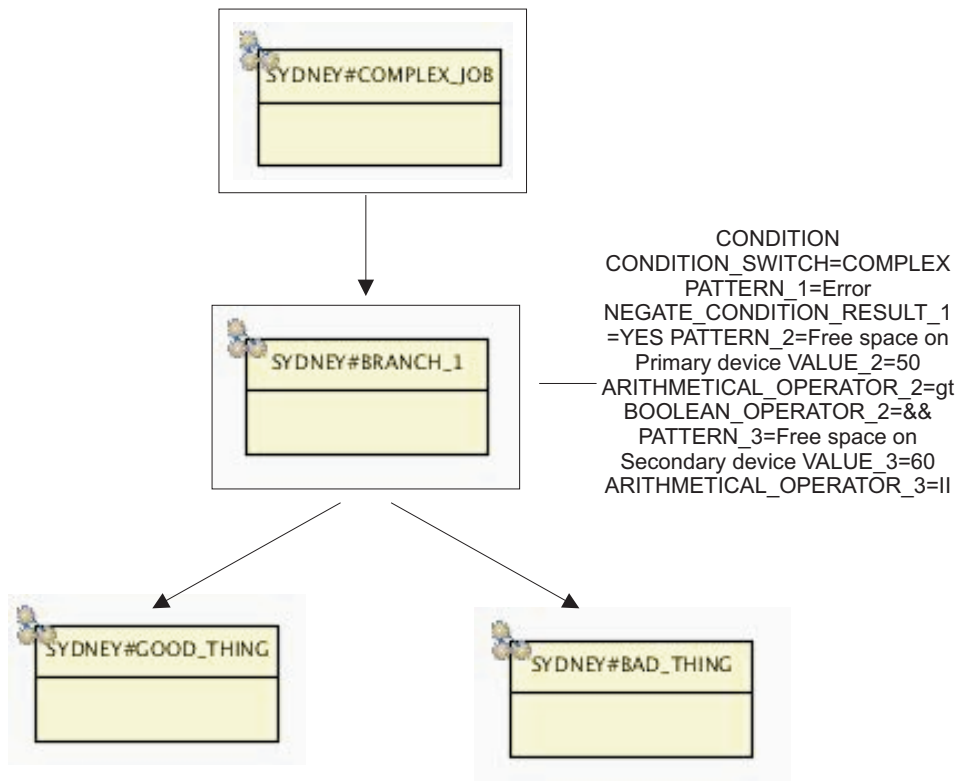 SYDNEY#COMPLEX_JOB
SYDNEY#BRANCH_1
CONDITION
CONDITION_SWITCH=COMPLEX
PATTERN_1=Error
NEGATE_CONDITION_RESULT_1
=YES PATTERN_2=Free space on
Primary device VALUE_2=50
ARITHMETICAL_OPERATOR_2=gt
BOOLEAN_OPERATOR_2=&&
PATTERN_3=Free space on
Secondary device VALUE_3=60
ARITHMETICAL_OPERATOR_3=II
SYDNEY#GOOD_THING
SYDNEY#BAD_THING